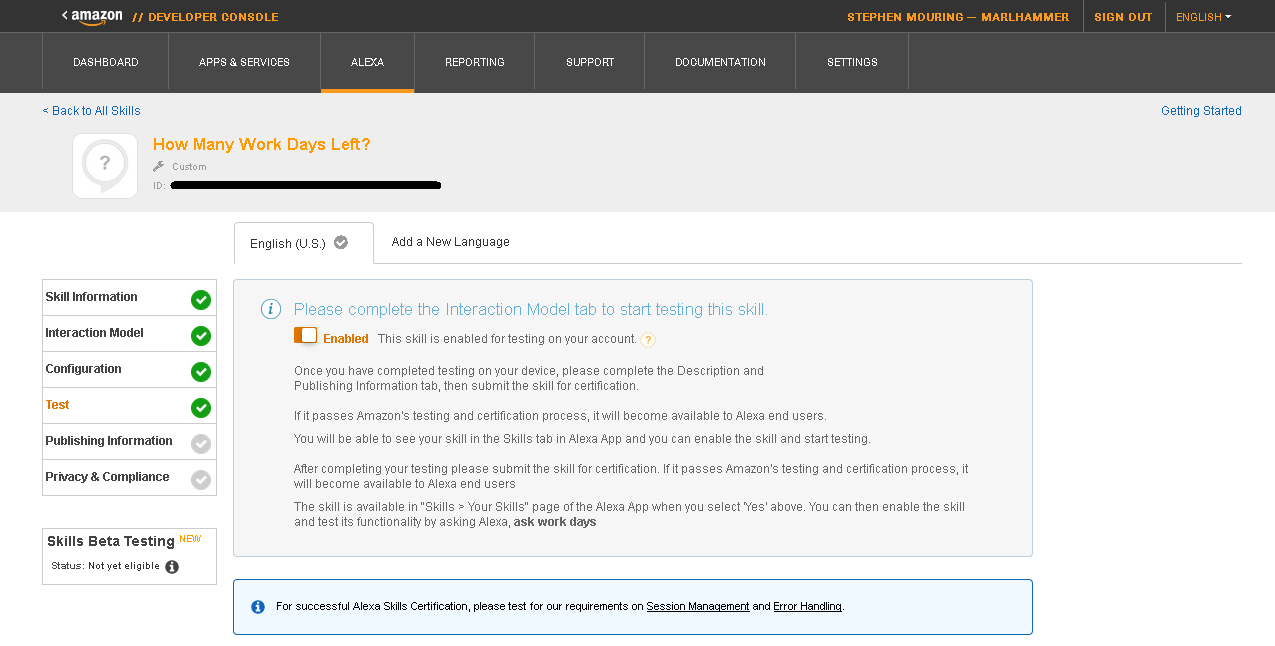 < amazon // DEVELOPER CONSOLE
STEPHEN MOURING — MARLHAMMER
SIGN OUT
ENGLISH
DASHBOARD
APPS & SERVICES
ALEXA
REPORTING
SUPPORT
DOCUMENTATION
SETTINGS
< Back to All Skills
Getting Started
?
How Many Work Days Left?
Custom
ID:
English (U.S.)
Add a New Language
Skill Information
Interaction Model
Configuration
Test
Publishing Information
Privacy & Compliance
Skills Beta Testing NEW
Status: Not yet eligible
Please complete the Interaction Model tab to start testing this skill.
Enabled This skill is enabled for testing on your account. ?
Once you have completed testing on your device, please complete the Description and
Publishing Information tab, then submit the skill for certification.
If it passes Amazon's testing and certification process, it will become available to Alexa end users.
You will be able to see your skill in the Skills tab in Alexa App and you can enable the skill and start testing.
After completing your testing please submit the skill for certification. If it passes Amazon's testing and certification process, it
will become available to Alexa end users
The skill is available in "Skills > Your Skills" page of the Alexa App when you select 'Yes' above. You can then enable the skill
and test its functionality by asking Alexa, ask work days
For successful Alexa Skills Certification, please test for our requirements on Session Management and Error Handling.